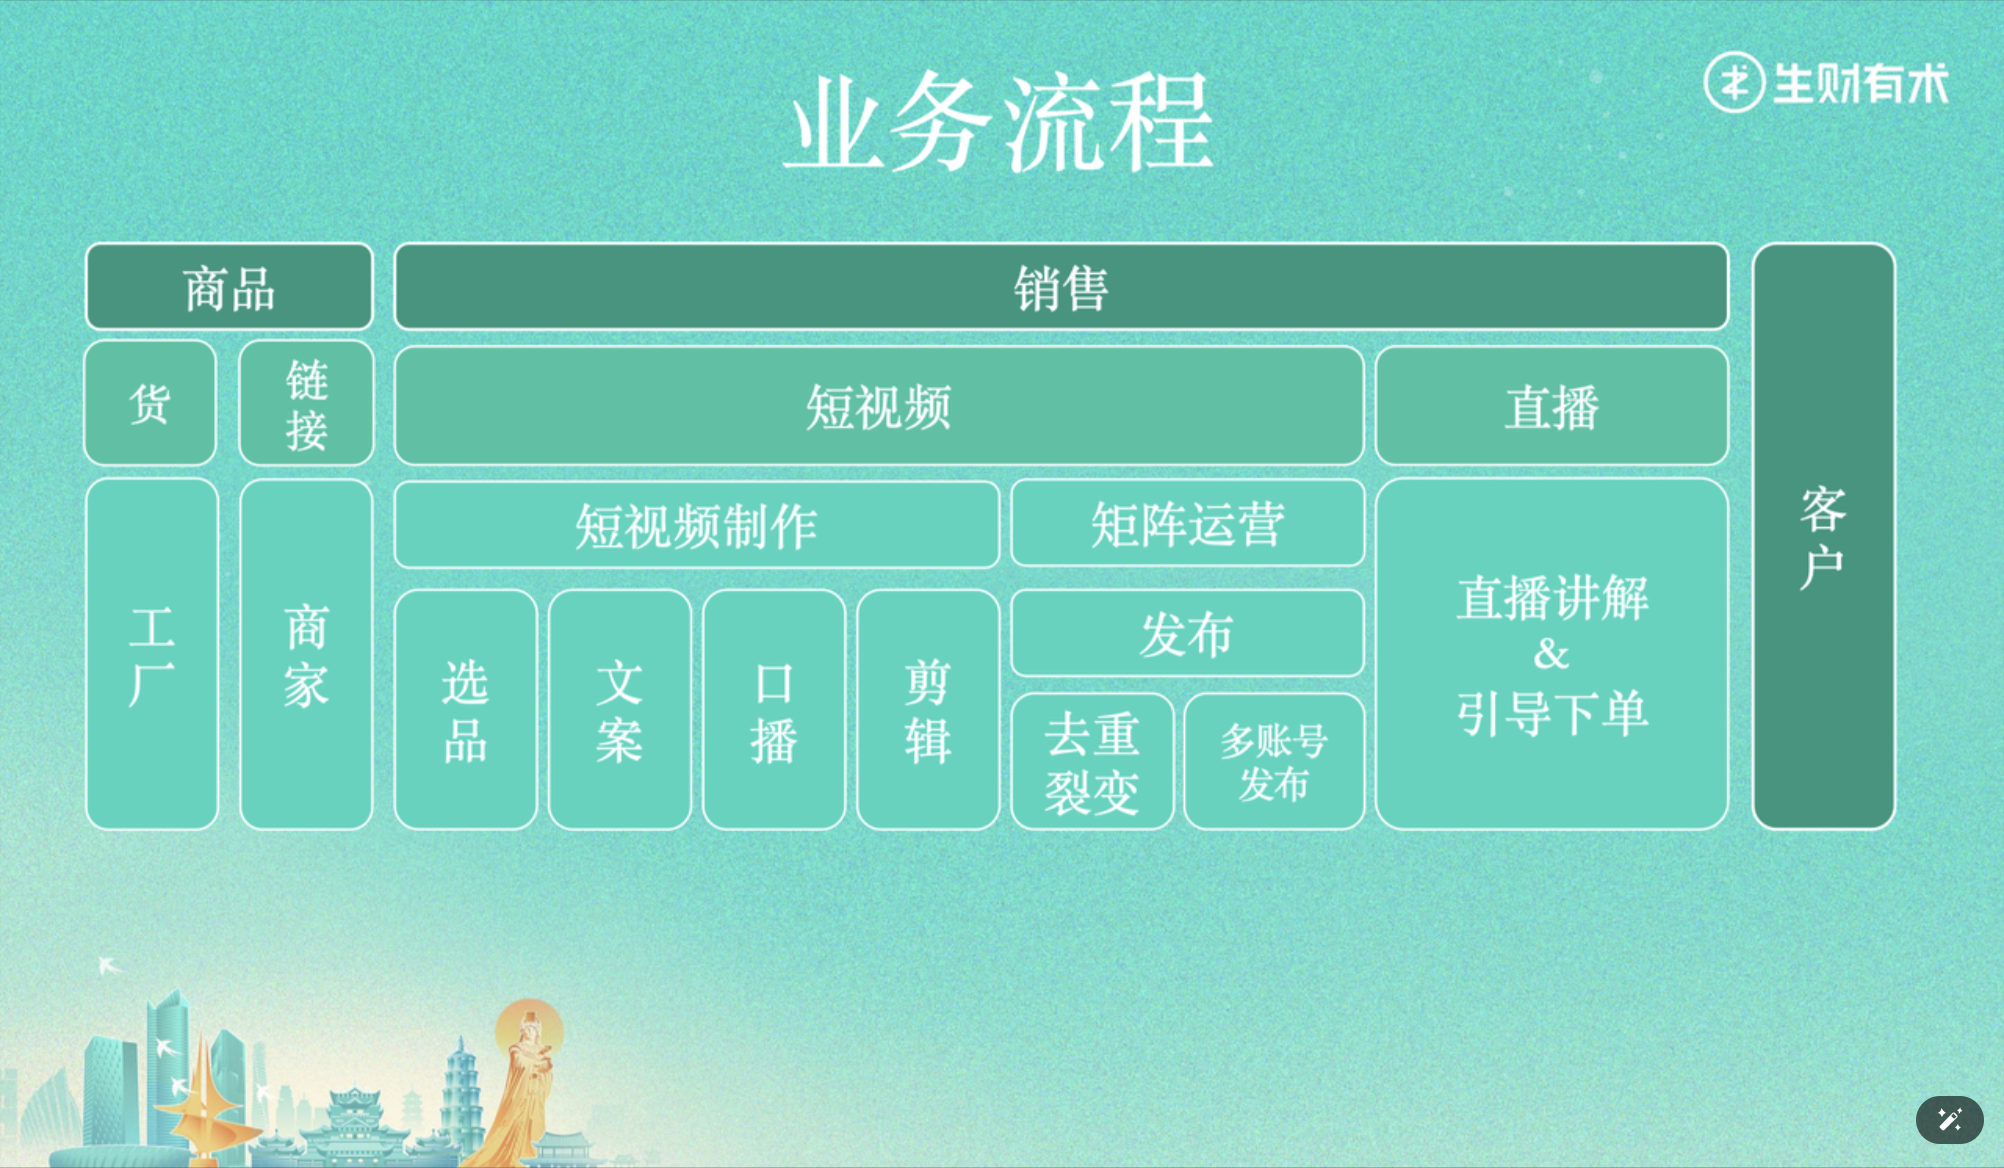 业务流程
生财有术
商品
销售
客户
货
链接
短视频
直播
工厂
商家
短视频制作
矩阵运营
直播讲解
&
引导下单
选品
文案
口播
剪辑
发布
去重
裂变
多账号
发布